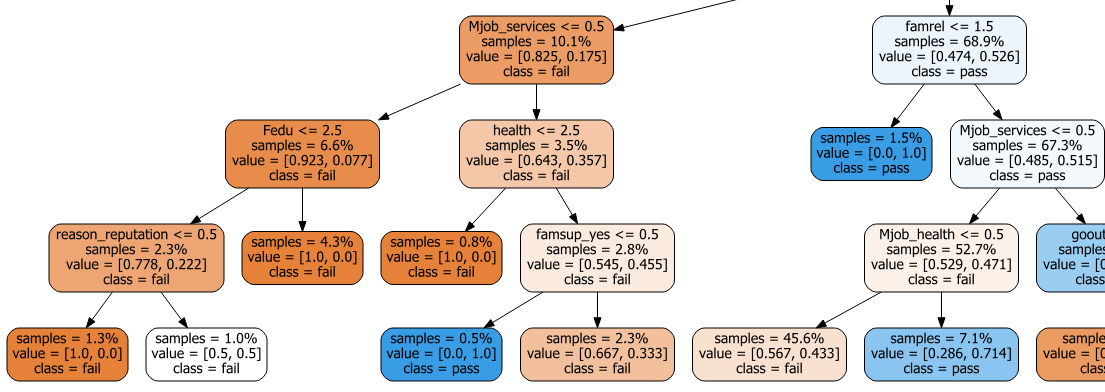 Mjob_services <= 0.5
samples = 10.1%
value = [0.825, 0.175]
class = fail
famrel <= 1.5
samples = 68.9%
value = [0.474, 0.526]
class = pass
Fedu <= 2.5
samples = 6.6%
value = [0.923, 0.077]
class = fail
health <= 2.5
samples = 3.5%
value = [0.643, 0.357]
class = fail
samples = 1.5%
value = [0.0, 1.0]
class = pass
Mjob_services <= 0.5
samples = 67.3%
value = [0.485, 0.515]
class = pass
reason_reputation <= 0.5
samples = 2.3%
value = [0.778, 0.222]
class = fail
samples = 4.3%
value = [1.0, 0.0]
class = fail
samples = 0.8%
value = [1.0, 0.0]
class = fail
famsup_yes <= 0.5
samples = 2.8%
value = [0.545, 0.455]
class = fail
Mjob_health <= 0.5
samples = 52.7%
value = [0.529, 0.471]
class = fail
goout
samples
value = [0
class
samples = 1.3%
value = [1.0, 0.0]
class = fail
samples = 1.0%
value = [0.5, 0.5]
class = fail
samples = 0.5%
value = [0.0, 1.0]
class = pass
samples = 2.3%
value = [0.667, 0.333]
class = fail
samples = 45.6%
value = [0.567, 0.433]
class = fail
samples = 7.1%
value = [0.286, 0.714]
class = pass
value = [